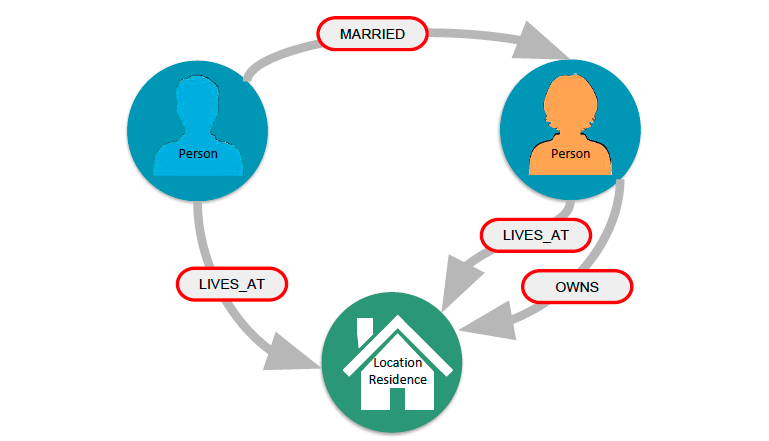 MARRIED
Person
Person
LIVES_AT
LIVES_AT
OWNS
Location
Residence